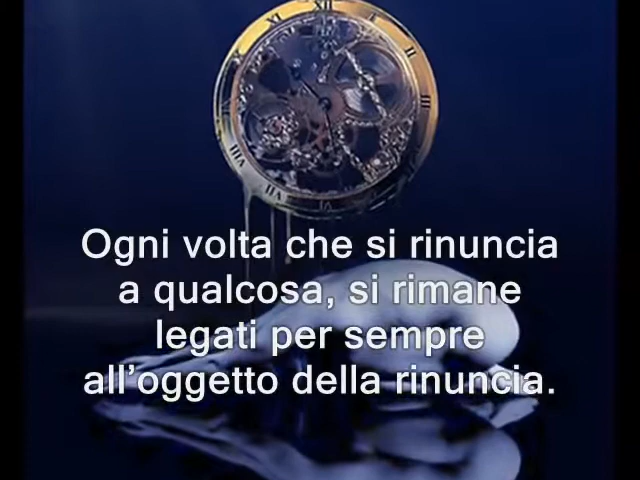 Ogni volta che si rinuncia
a qualcosa, si rimane
legati per sempre
all’oggetto della rinuncia.